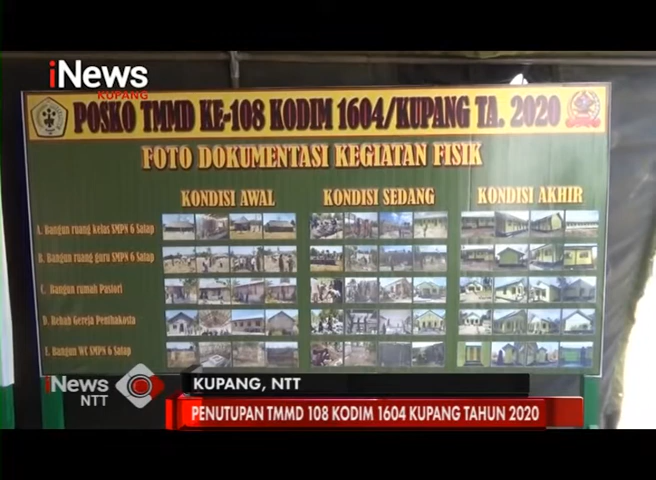 iNews
KUPANG
POSKO TMMD KE-108 KODIM 1604/KUPANG TA. 2020
FOTO DOKUMENTASI KEGIATAN FISIK
KONDISI AWAL KONDISI SEDANG KONDISI AKHIR
A. Bangun ruang kelas SMPN 6 Satap
B. Bangun ruang guru SMPN 6 Satap
C. Bangun rumah Pastori
D. Rehab Gereja Penthakosta
E. Bangun WC SMPN 6 Satap
iNews
NTT
KUPANG, NTT
PENUTUPAN TMMD 108 KODIM 1604 KUPANG TAHUN 2020